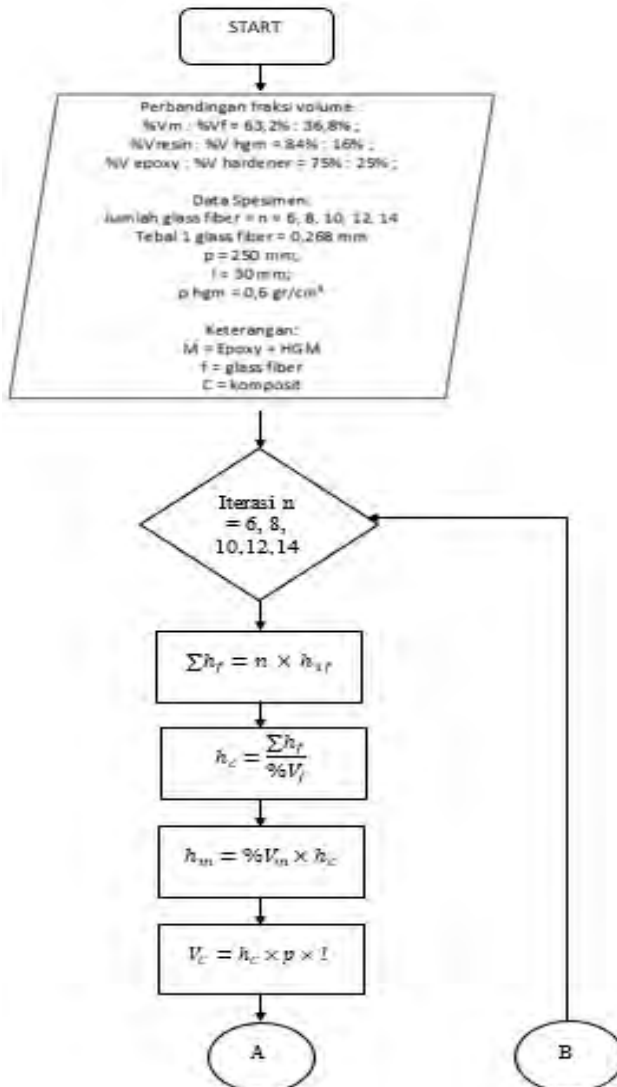 START
Perbandingan fraksi volume :
%Vm : %Vf = 63,2% : 36,8% ;
%Vresin : %V hgm = 84% : 16% ;
%V epoxy : %V hardener = 75% : 25% ;
Data Spesimen:
Jumlah glass fiber = n = 6, 8, 10, 12, 14
Tebal 1 glass fiber = 0,268 mm
p = 250 mm;
l = 30 mm;
ρ hgm = 0,6 gr/cm³
Keterangan:
M = Epoxy + HGM
f = glass fiber
C = komposit
Iterasi n
= 6, 8,
10,12,14
∑h_f = n × h_{1f}
h_c = ∑h_f / %V_f
h_m = %V_m × h_c
V_c = h_c × p × l
A
B